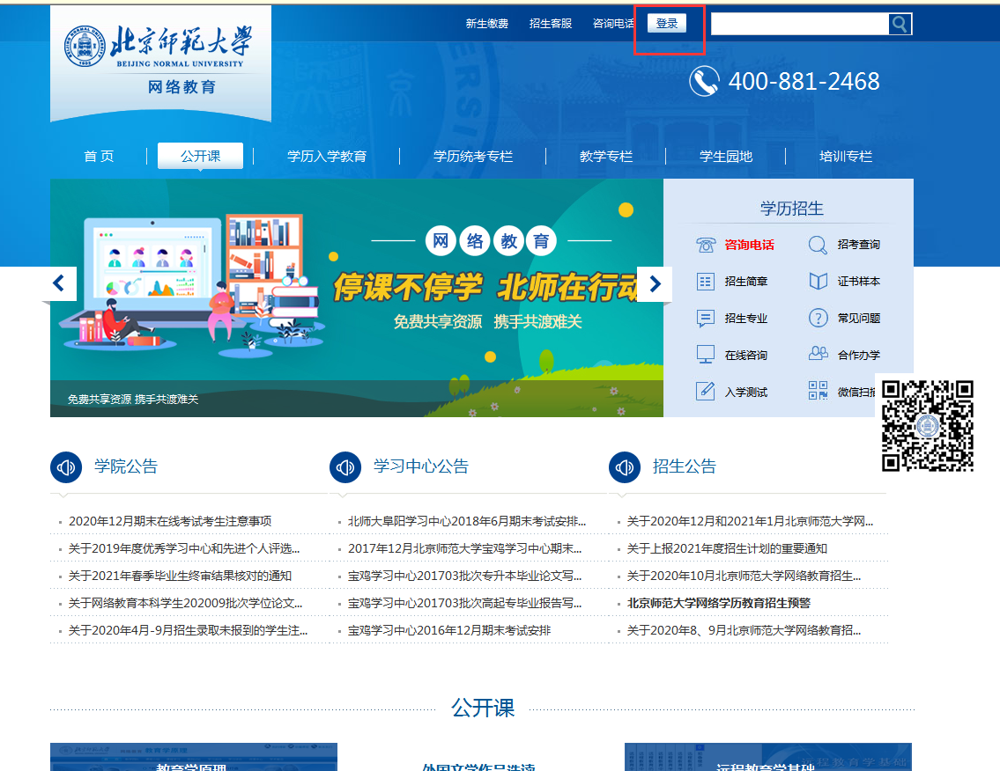 新生缴费 招生客服 咨询电话 登录
北京师范大学
BEIJING NORMAL UNIVERSITY
网络教育
400-881-2468
首 页 公开课 学历入学教育 学历统考专栏 教学专栏 学生园地 培训专栏
网络教育
停课不停学 北师在行动
免费共享资源 携手共渡难关
免费共享资源 携手共渡难关
学历招生
咨询电话 招考查询
招生简章 证书样本
招生专业 常见问题
在线咨询 合作办学
入学测试 微信扫描
学院公告
2020年12月期末在线考试考生注意事项
关于2019年度优秀学习中心和先进个人评选...
关于2021年春季毕业生终审结果核对的通知
关于网络教育本科学生202009批次学位论文...
关于2020年4月-9月招生录取未报到的学生注...
学习中心公告
北师大阜阳学习中心2018年6月期末考试安排...
2017年12月北京师范大学宝鸡学习中心期末...
宝鸡学习中心201703批次专升本毕业论文写...
宝鸡学习中心201703批次高起专毕业报告写...
宝鸡学习中心2016年12月期末考试安排
招生公告
关于2020年12月和2021年1月北京师范大学网...
关于上报2021年度招生计划的重要通知
关于2020年10月北京师范大学网络教育招生...
北京师范大学网络学历教育招生预警
关于2020年8、9月北京师范大学网络教育招...
公开课
教育学原理 外国文学作品选读 远程教育学基础